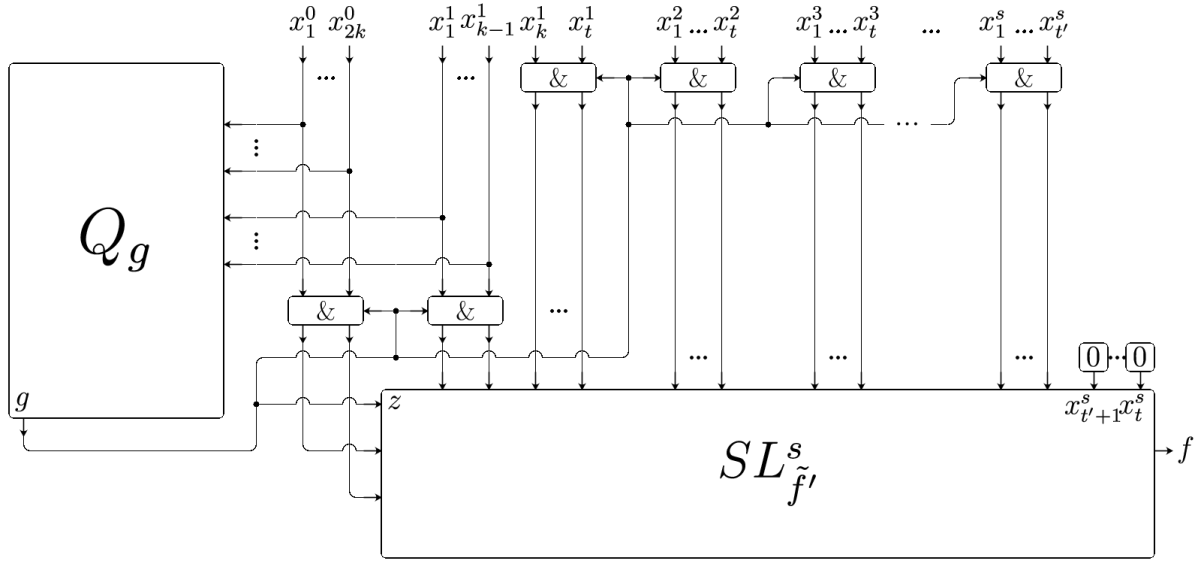 x_1^0 ... x_{2k}^0 x_1^1 ... x_{k-1}^1 x_k^1 x_t^1 x_1^2 ... x_t^2 x_1^3 ... x_t^3 ... x_1^s ... x_{t'}^s
& & & &
...
Q_g
& & ...
... ... ...
0 ... 0
g
z x_{t'+1}^s x_t^s
SL_{\tilde{f}'}^s
f